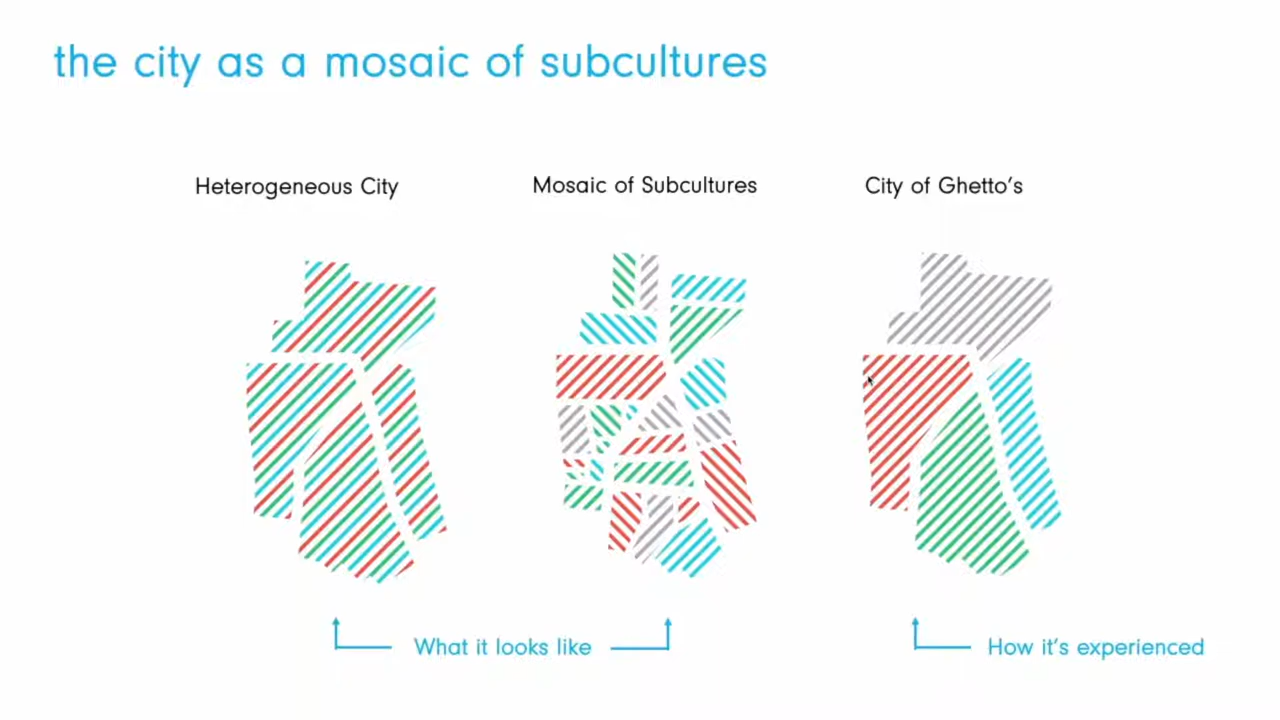 the city as a mosaic of subcultures
Heterogeneous City
Mosaic of Subcultures
City of Ghetto's
What it looks like
How it's experienced